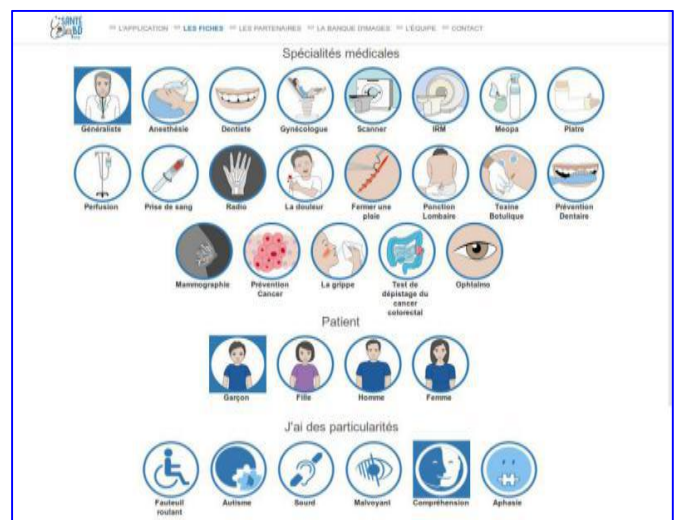 SANTÉ
BD
L'APPLICATION LES FICHES LES PARTENAIRES LA BANQUE D'IMAGES L'ÉQUIPE CONTACT
Spécialités médicales
Généraliste Anesthésie Dentiste Gynécologue Scanner IRM Meopa Platre
Perfusion Prise de sang Radio La douleur Fermer une plaie Ponction Lombaire Toxine Botulique Prévention Dentaire
Mammographie Prévention Cancer La grippe Test de dépistage du cancer colorectal Ophtalmo
Patient
Garçon Fille Homme Femme
J'ai des particularités
Fauteuil roulant Autisme Sourd Malvoyant Compréhension Aphasie